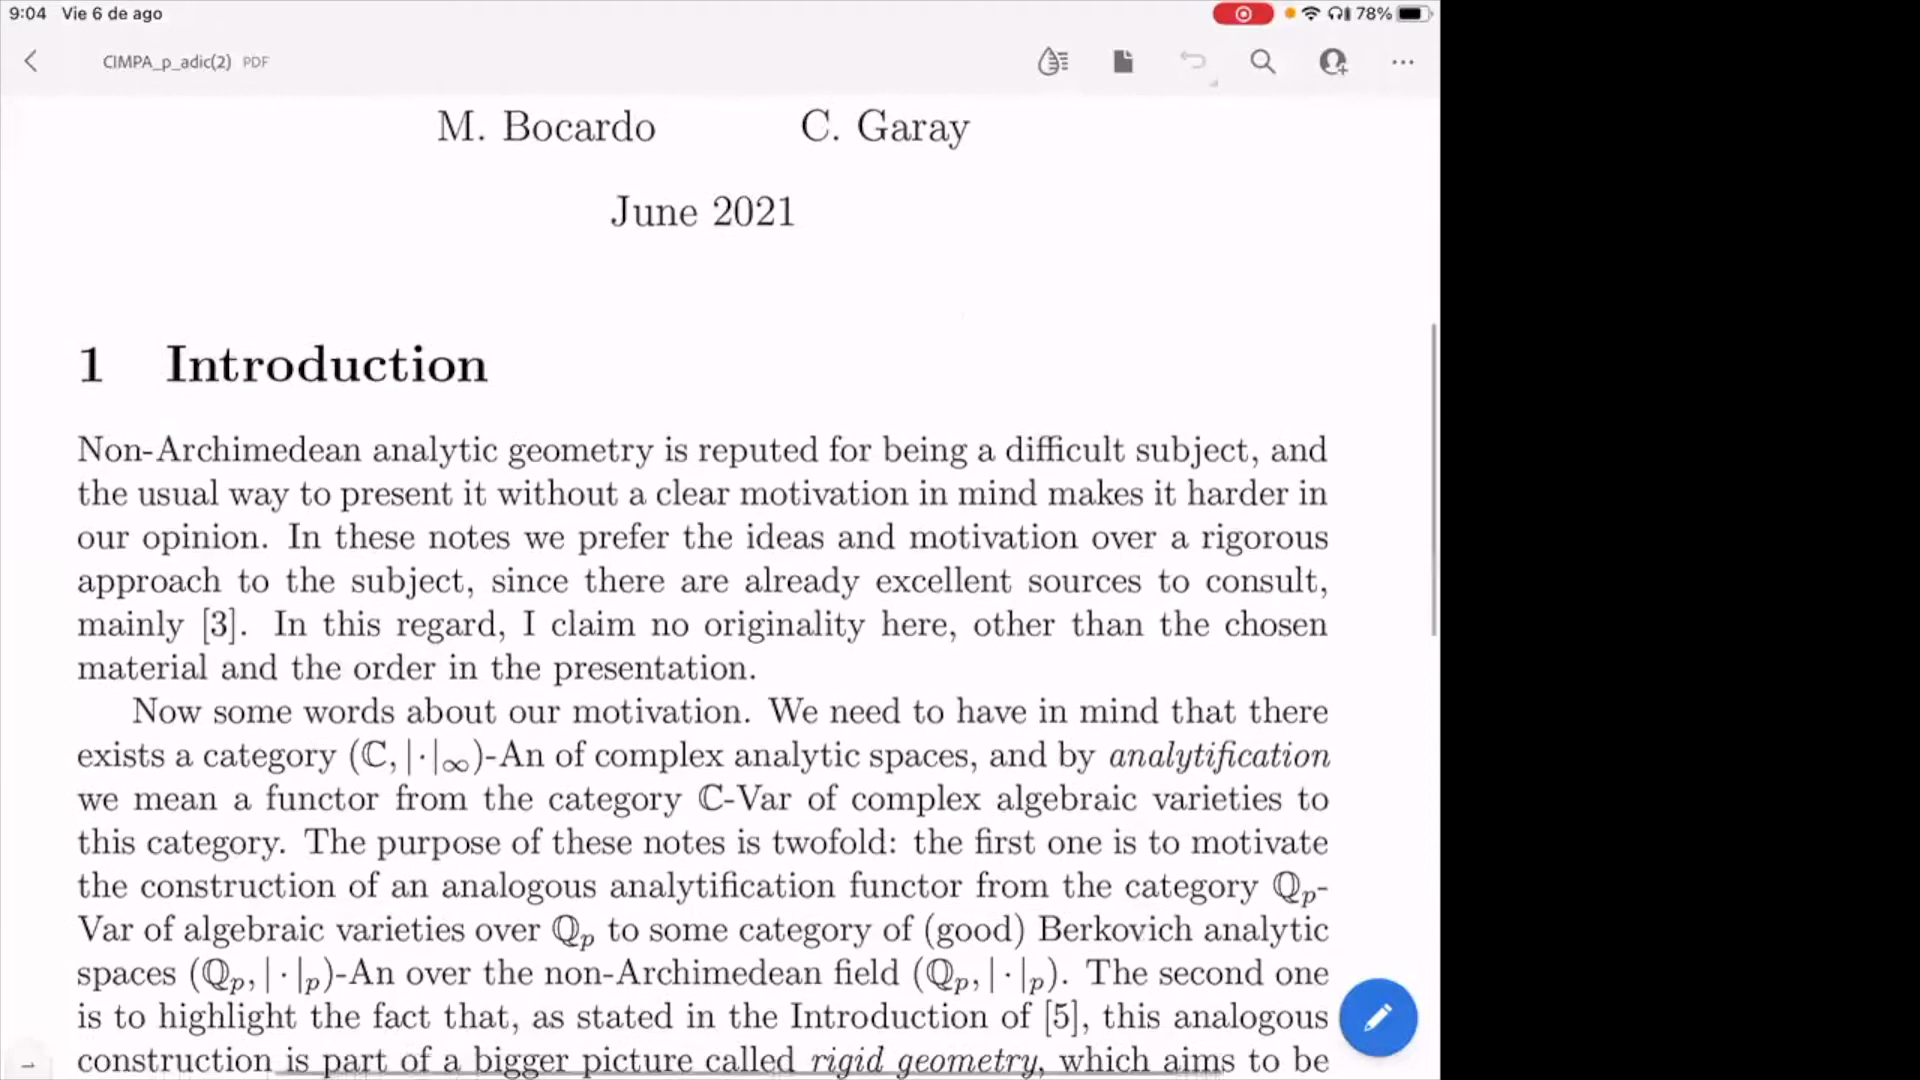 9:04 Vie 6 de ago 78%
CIMPA_p_adic(2) PDF
M. Bocardo C. Garay
June 2021
1 Introduction
Non-Archimedean analytic geometry is reputed for being a difficult subject, and
the usual way to present it without a clear motivation in mind makes it harder in
our opinion. In these notes we prefer the ideas and motivation over a rigorous
approach to the subject, since there are already excellent sources to consult,
mainly [3]. In this regard, I claim no originality here, other than the chosen
material and the order in the presentation.
Now some words about our motivation. We need to have in mind that there
exists a category (ℂ, |·|∞)-An of complex analytic spaces, and by analytification
we mean a functor from the category ℂ-Var of complex algebraic varieties to
this category. The purpose of these notes is twofold: the first one is to motivate
the construction of an analogous analytification functor from the category ℚₚ-
Var of algebraic varieties over ℚₚ to some category of (good) Berkovich analytic
spaces (ℚₚ, |·|ₚ)-An over the non-Archimedean field (ℚₚ, |·|ₚ). The second one
is to highlight the fact that, as stated in the Introduction of [5], this analogous
construction is part of a bigger picture called rigid geometry, which aims to be